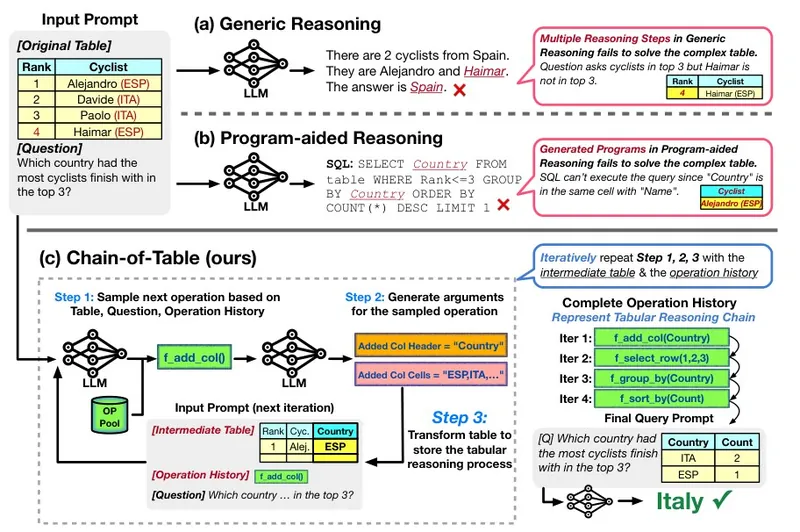 Input Prompt
[Original Table]
Rank Cyclist
1 Alejandro (ESP)
2 Davide (ITA)
3 Paolo (ITA)
4 Haimar (ESP)
[Question]
Which country had the
most cyclists finish with in
the top 3?
(a) Generic Reasoning
LLM
There are 2 cyclists from Spain.
They are Alejandro and Haimar.
The answer is Spain. ✕
Multiple Reasoning Steps in Generic
Reasoning fails to solve the complex table.
Question asks cyclists in top 3 but Haimar is
not in top 3.
Rank Cyclist
4 Haimar (ESP)
(b) Program-aided Reasoning
LLM
SQL: SELECT Country FROM
table WHERE Rank<=3 GROUP
BY Country ORDER BY
COUNT(*) DESC LIMIT 1 ✕
Generated Programs in Program-aided
Reasoning fails to solve the complex table.
SQL can't execute the query since "Country" is
in the same cell with "Name".
Cyclist
Alejandro (ESP)
(c) Chain-of-Table (ours)
Step 1: Sample next operation based on
Table, Question, Operation History
LLM
OP
Pool
f_add_col()
LLM
Step 2: Generate arguments
for the sampled operation
Added Col Header = "Country"
Added Col Cells = "ESP,ITA,..."
Step 3:
Transform table to
store the tabular
reasoning process
Input Prompt (next iteration)
[Intermediate Table]
Rank Cyc. Country
1 Alej. ESP
[Operation History] f_add_col()
[Question] Which country ... in the top 3?
Iteratively repeat Step 1, 2, 3 with the
intermediate table & the operation history
Complete Operation History
Represent Tabular Reasoning Chain
Iter 1: f_add_col(Country)
Iter 2: f_select_row(1,2,3)
Iter 3: f_group_by(Country)
Iter 4: f_sort_by(Count)
Final Query Prompt
[Q] Which country had
the most cyclists finish
with in the top 3?
Country Count
ITA 2
ESP 1
LLM
Italy ✓